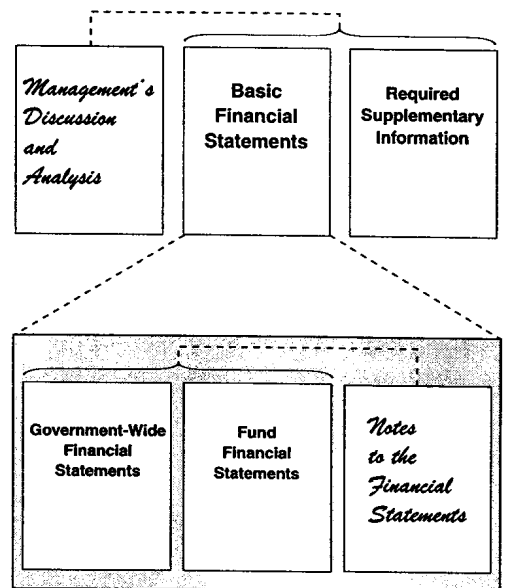 Management's
Discussion
and
Analysis
Basic
Financial
Statements
Required
Supplementary
Information
Government-Wide
Financial
Statements
Fund
Financial
Statements
Notes
to the
Financial
Statements